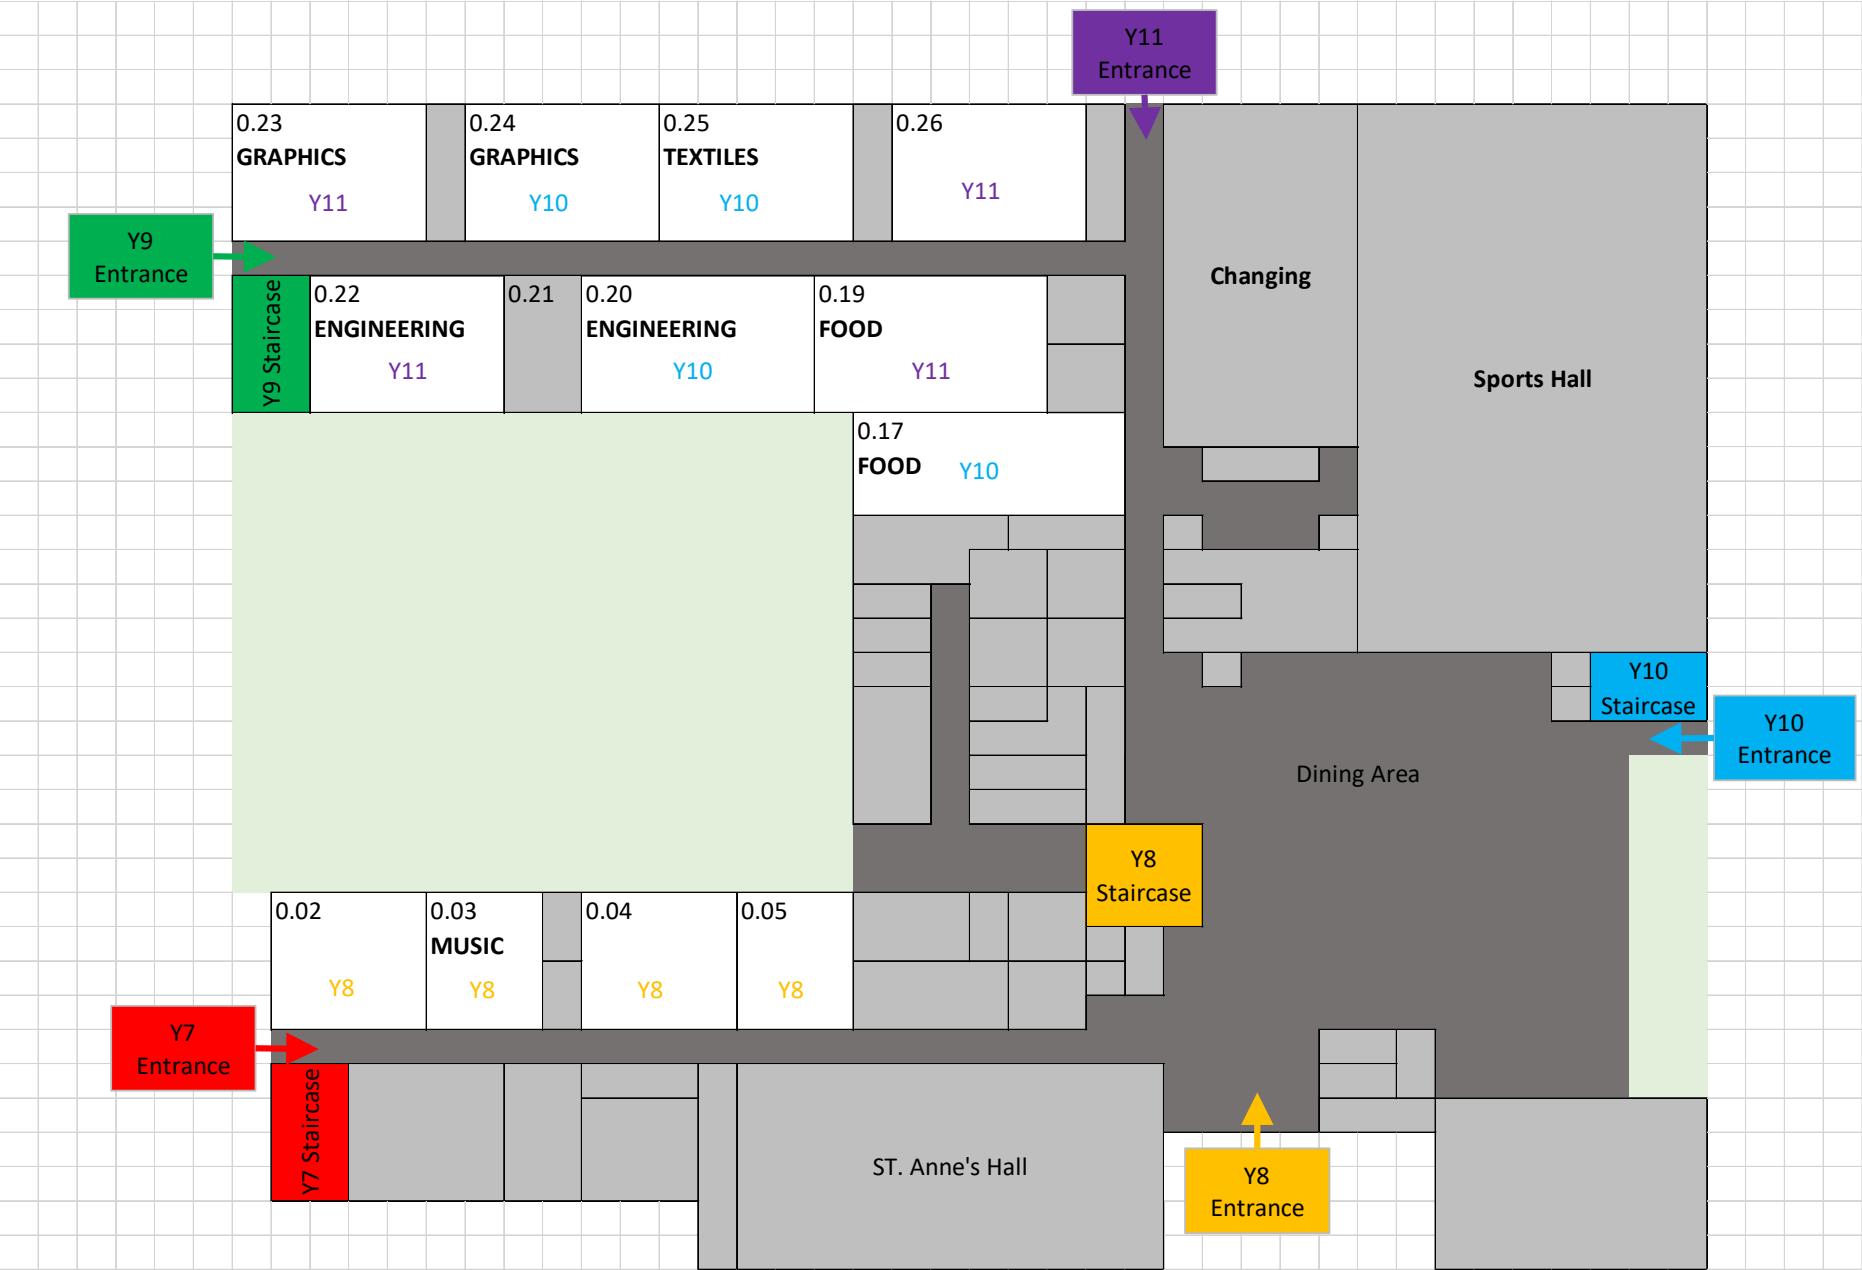 Y11
Entrance
0.23
GRAPHICS
Y11
0.24
GRAPHICS
Y10
0.25
TEXTILES
Y10
0.26
Y11
Y9
Entrance
Y9 Staircase
0.22
ENGINEERING
Y11
0.21
0.20
ENGINEERING
Y10
0.19
FOOD
Y11
Changing
Sports Hall
0.17
FOOD Y10
Y10
Staircase
Y10
Entrance
Dining Area
Y8
Staircase
0.02
Y8
0.03
MUSIC
Y8
0.04
Y8
0.05
Y8
Y7
Entrance
Y7 Staircase
ST. Anne's Hall
Y8
Entrance